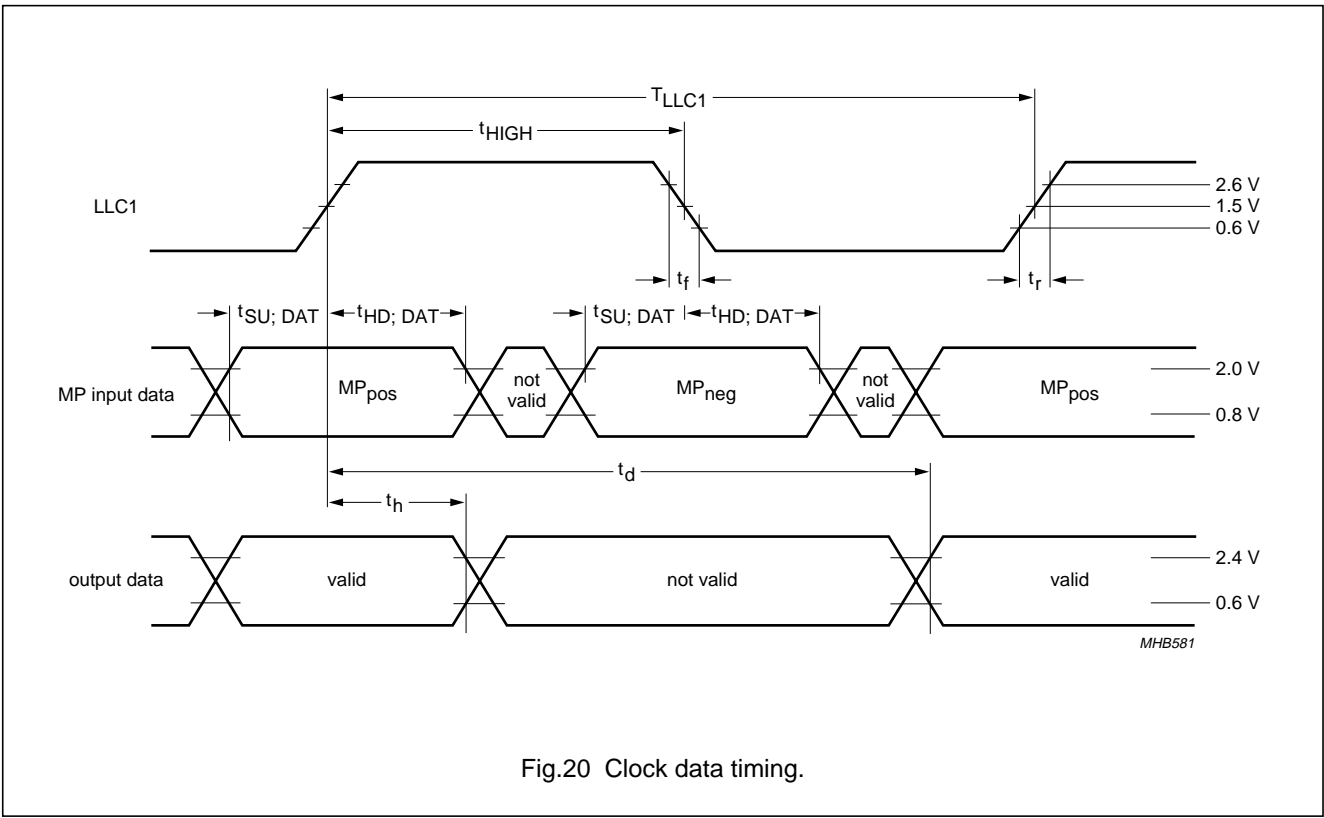 TLLC1
tHIGH
LLC1
2.6 V
1.5 V
0.6 V
tf
tr
tSU; DAT
tHD; DAT
tSU; DAT
tHD; DAT
MP input data
MPpos
not
valid
MPneg
not
valid
MPpos
2.0 V
0.8 V
td
th
output data
valid
not valid
valid
2.4 V
0.6 V
MHB581
Fig.20 Clock data timing.